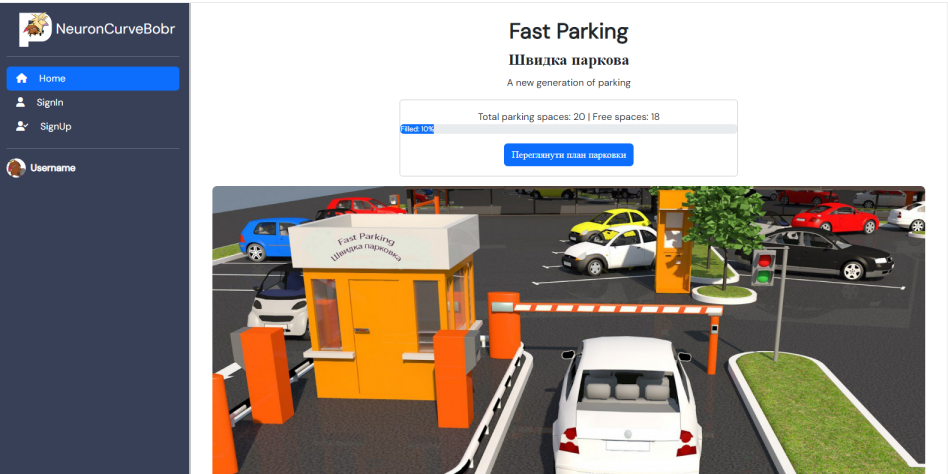 NeuronCurveBobr
Home
SignIn
SignUp
Username
Fast Parking
Швидка паркова
A new generation of parking
Total parking spaces: 20 | Free spaces: 18
Filled: 10%
Переглянути план парковки
Fast Parking
Швидка парковка